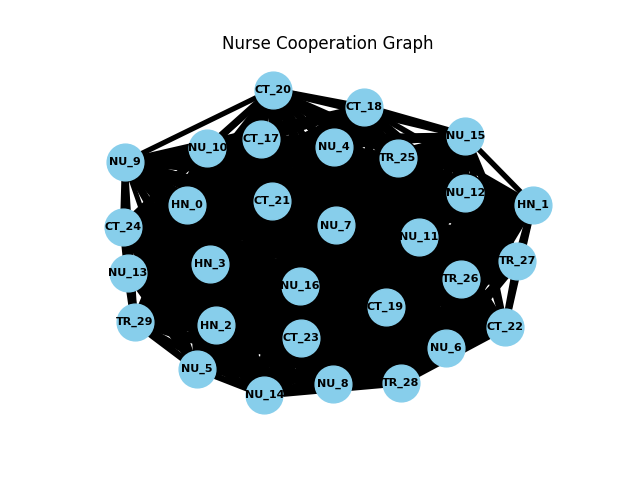 Nurse Cooperation Graph
CT_20
CT_18
NU_15
CT_17
NU_10
NU_4
TR_25
NU_9
NU_12
CT_21
HN_0
HN_1
NU_7
CT_24
NU_11
TR_27
HN_3
NU_13
TR_26
NU_16
CT_19
TR_29
HN_2
CT_22
CT_23
NU_6
NU_5
TR_28
NU_8
NU_14